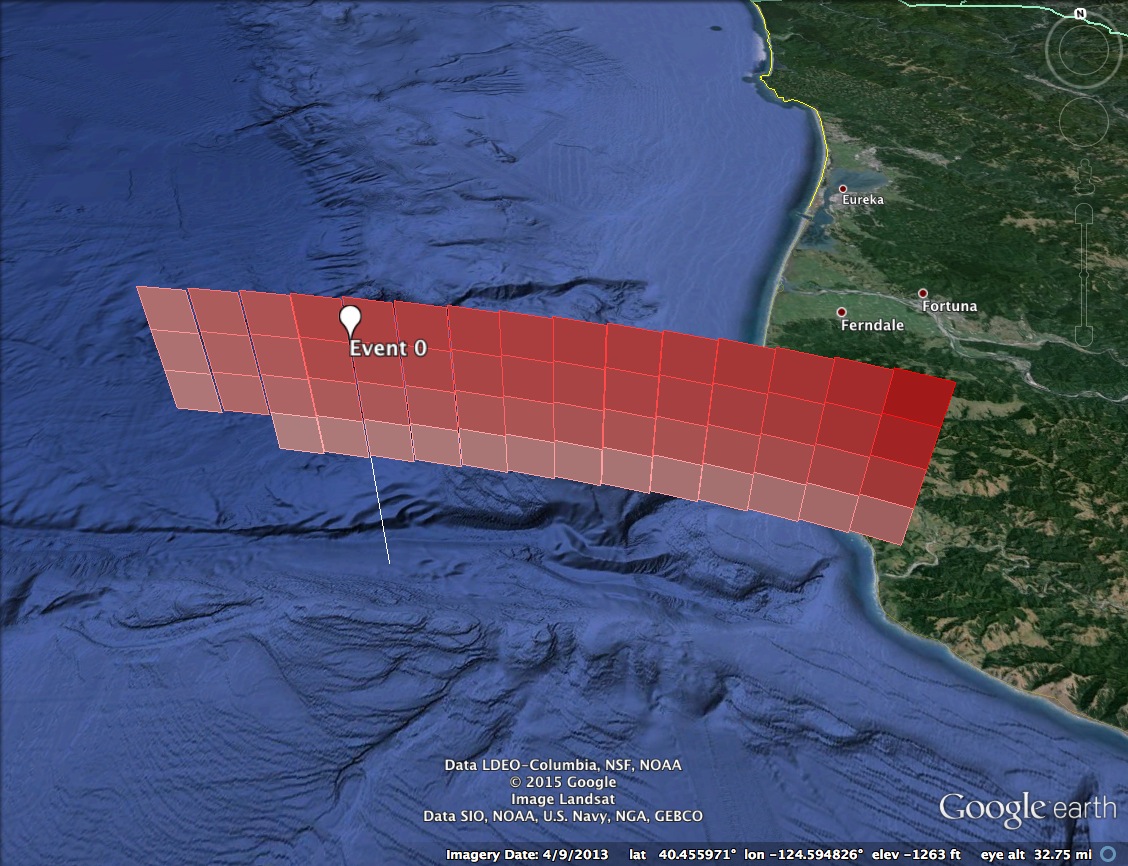 N
Eureka
Fortuna
Ferndale
Event 0
Data LDEO-Columbia, NSF, NOAA
© 2015 Google
Image Landsat
Data SIO, NOAA, U.S. Navy, NGA, GEBCO
Google earth
Imagery Date: 4/9/2013 lat 40.455971° lon -124.594826° elev -1263 ft eye alt 32.75 mi